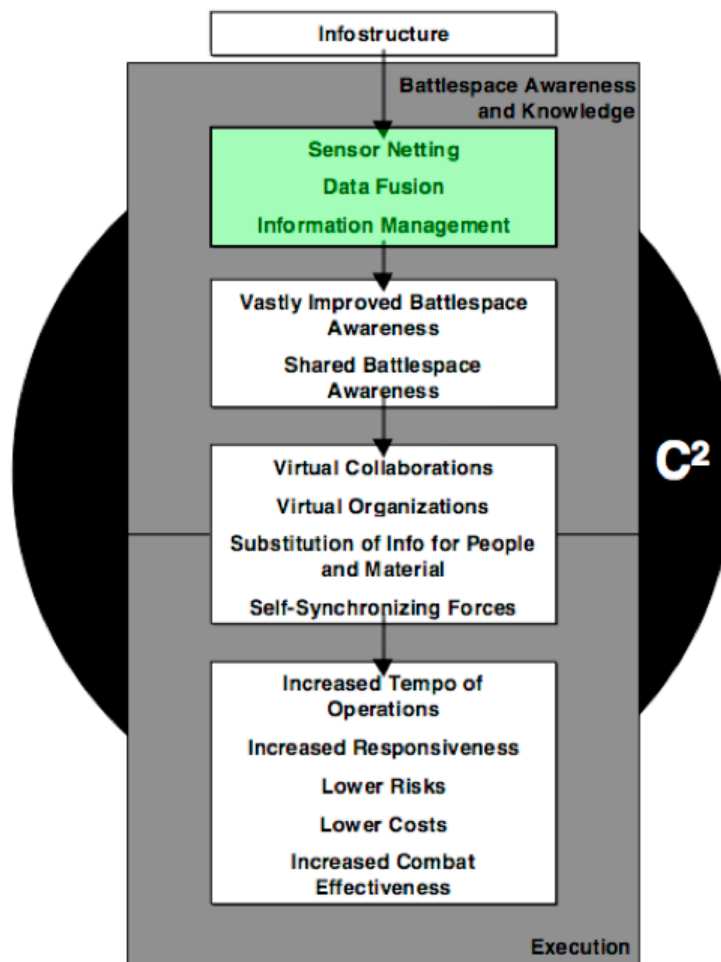 Infostructure
Battlespace Awareness
and Knowledge
Sensor Netting
Data Fusion
Information Management
Vastly Improved Battlespace
Awareness
Shared Battlespace
Awareness
C²
Virtual Collaborations
Virtual Organizations
Substitution of Info for People
and Material
Self-Synchronizing Forces
Increased Tempo of
Operations
Increased Responsiveness
Lower Risks
Lower Costs
Increased Combat
Effectiveness
Execution